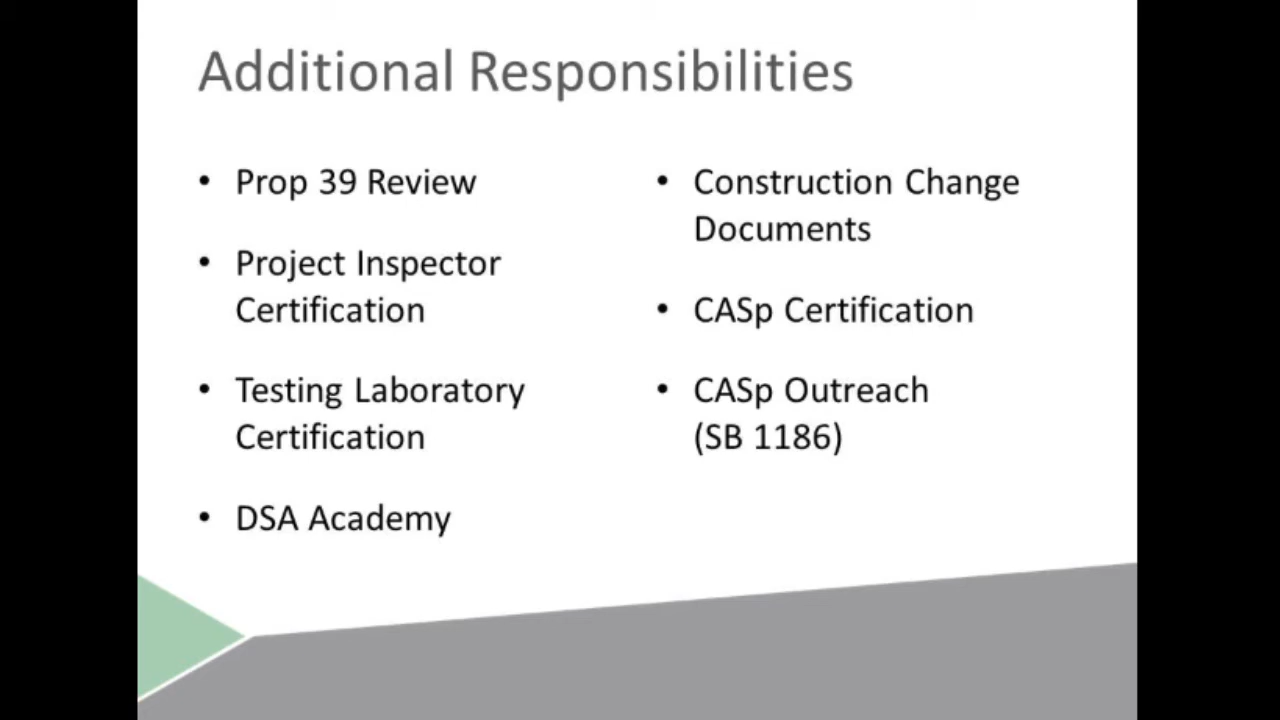 Additional Responsibilities
• Prop 39 Review
• Project Inspector
Certification
• Testing Laboratory
Certification
• DSA Academy
• Construction Change
Documents
• CASp Certification
• CASp Outreach
(SB 1186)